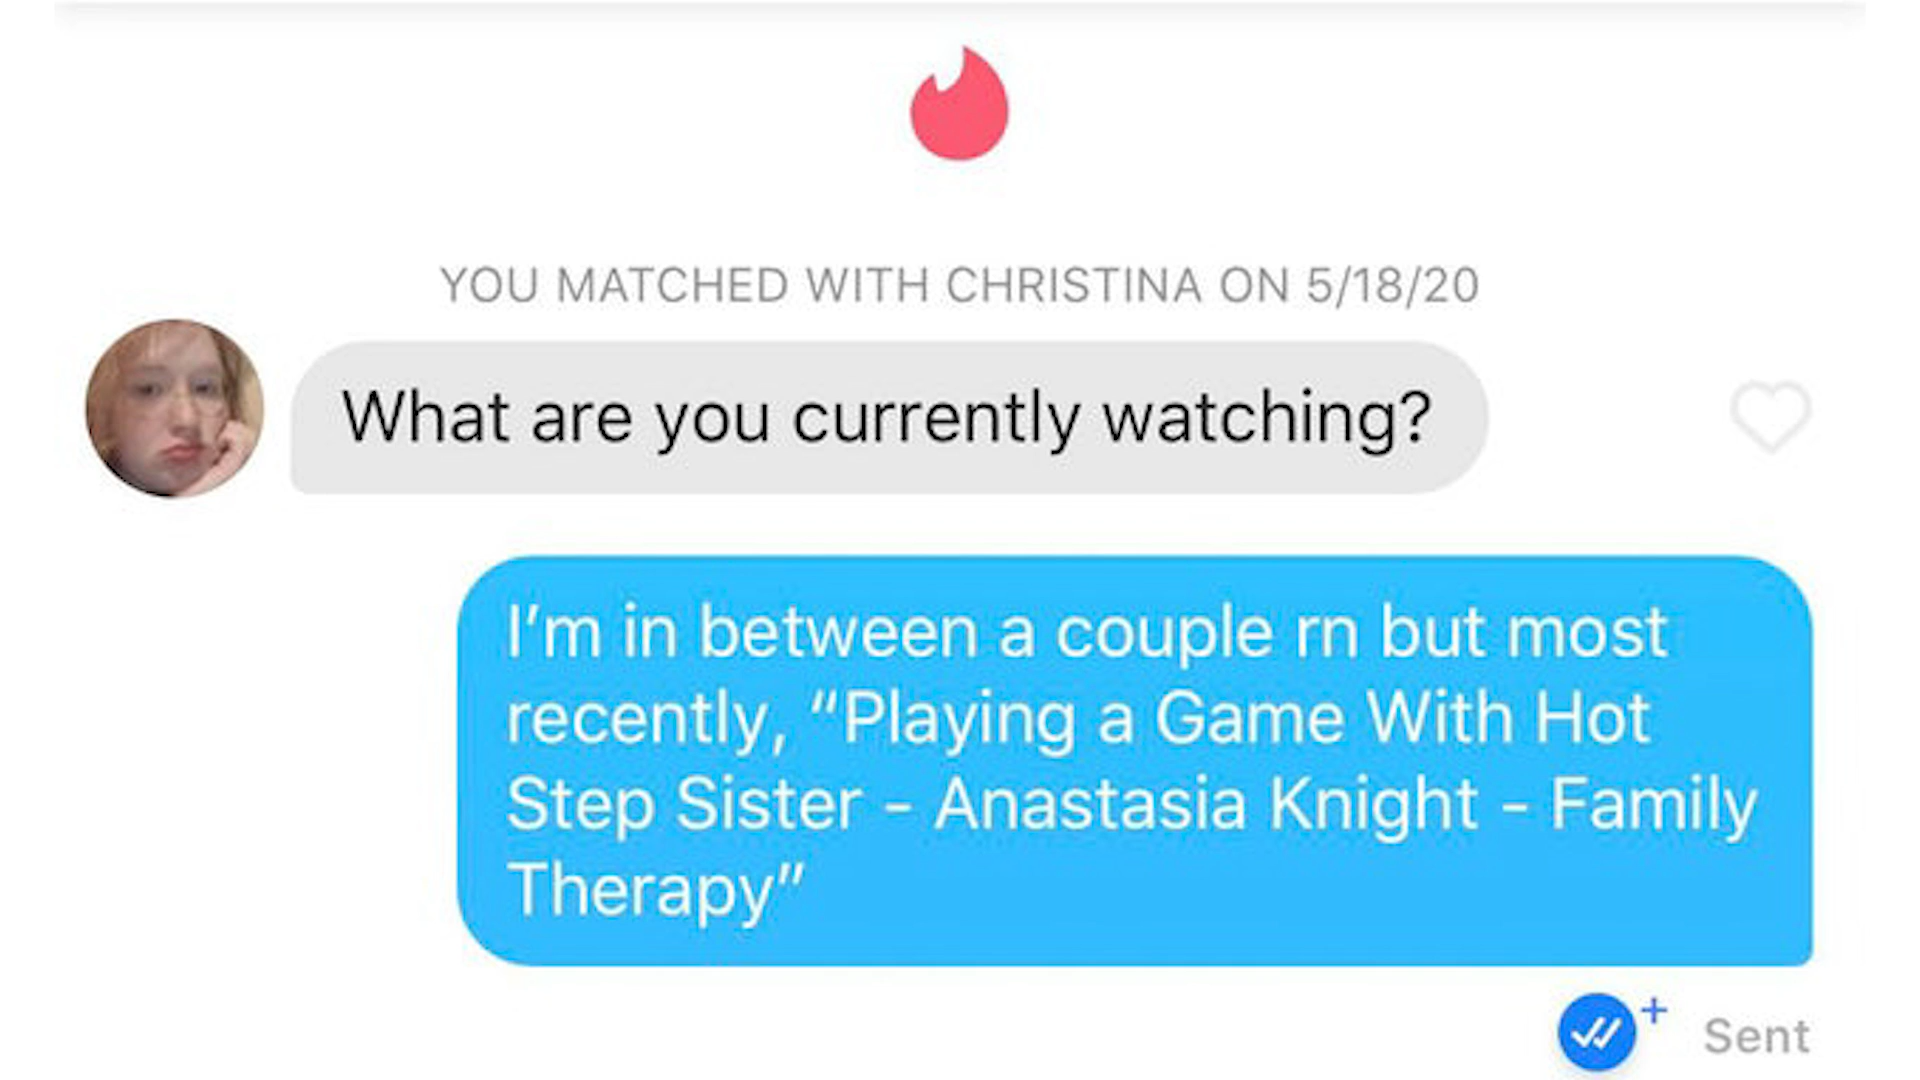 YOU MATCHED WITH CHRISTINA ON 5/18/20
What are you currently watching?
I’m in between a couple rn but most
recently, “Playing a Game With Hot
Step Sister - Anastasia Knight - Family
Therapy”
Sent